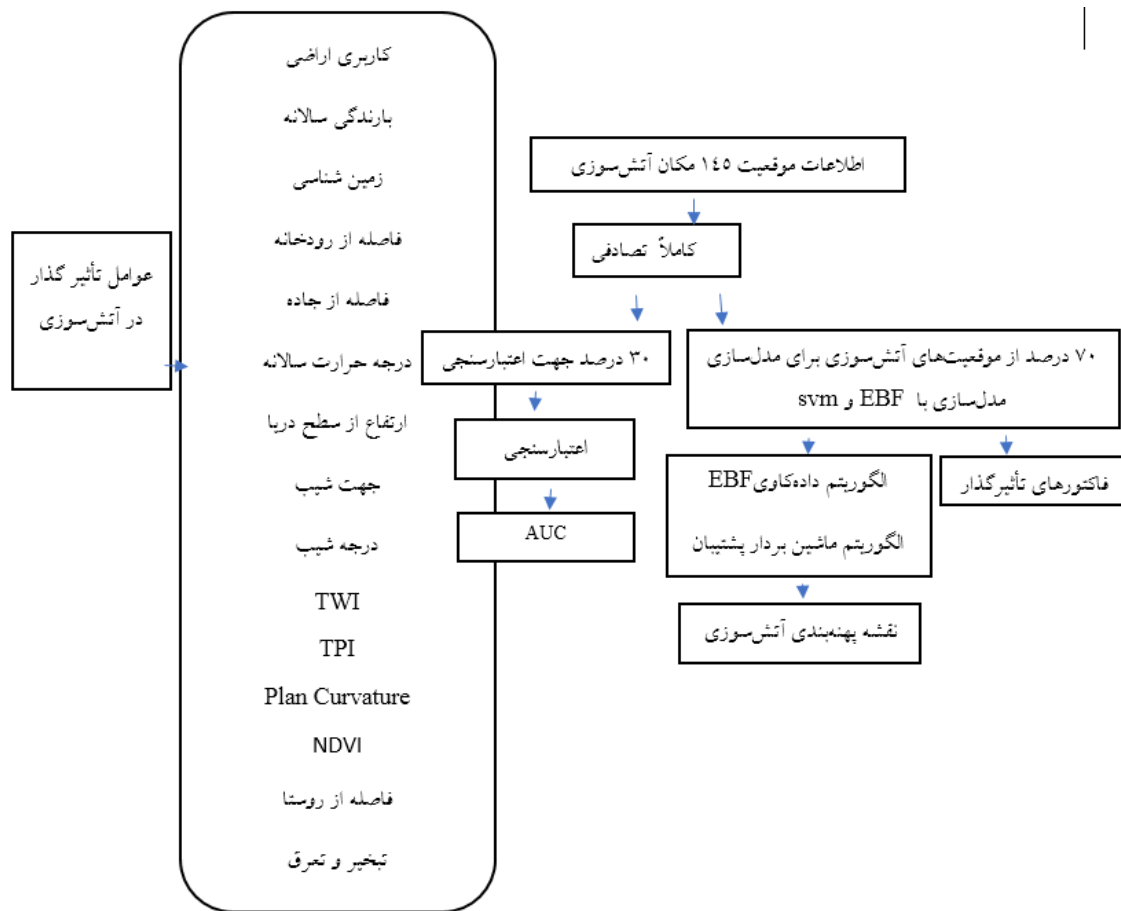 عوامل تأثیر گذار
در آتش‌سوزی
کاربری اراضی
بارندگی سالانه
زمین شناسی
فاصله از رودخانه
فاصله از جاده
درجه حرارت سالانه
ارتفاع از سطح دریا
جهت شیب
درجه شیب
TWI
TPI
Plan Curvature
NDVI
فاصله از روستا
تبخیر و تعرق
اطلاعات موقعیت ۱٤٥ مکان آتش‌سوزی
کاملاً تصادفی
۷۰ درصد از موقعیت‌های آتش‌سوزی برای مدل‌سازی
مدل‌سازی با EBF و svm
۳۰ درصد جهت اعتبارسنجی
اعتبارسنجی
AUC
فاکتورهای تأثیرگذار
الگوریتم داده‌کاوی EBF
الگوریتم ماشین بردار پشتیبان
نقشه پهنه‌بندی آتش‌سوزی